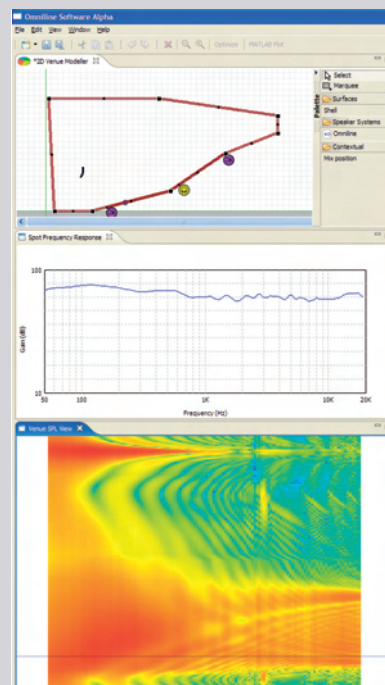 Omniline Software Alpha
File Edit View Window Help
Optimise MATLAB Plot
*2D Venue Modeller
Palette
Select
Marquee
Surfaces
Shell
Speaker Systems
Omniline
Contextual
Mix position
Spot Frequency Response
100
Gain (dB)
10
50 100 1K 10K 20K
Frequency (Hz)
Venue SPL View